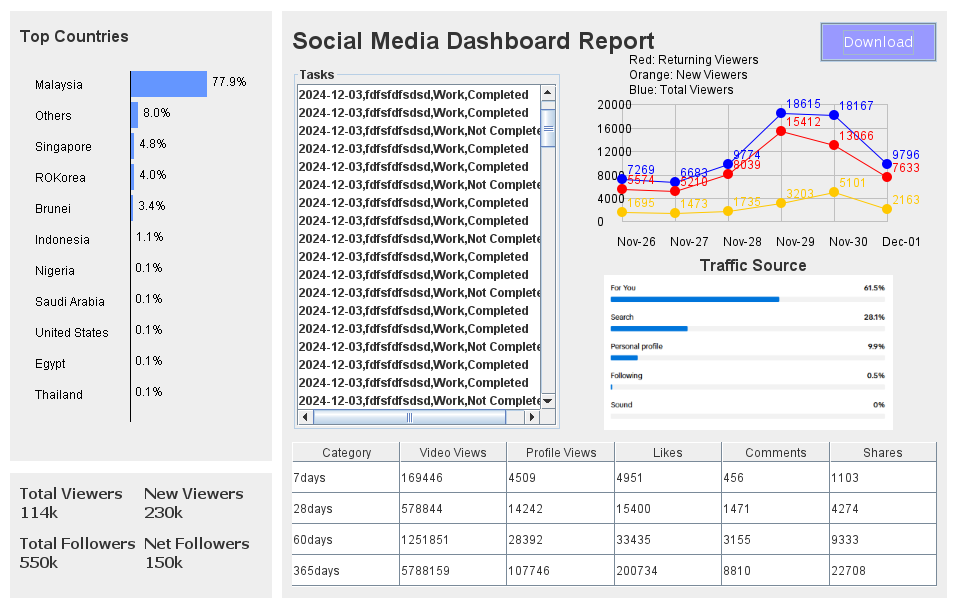 Top Countries
Malaysia 77.9%
Others 8.0%
Singapore 4.8%
ROKorea 4.0%
Brunei 3.4%
Indonesia 1.1%
Nigeria 0.1%
Saudi Arabia 0.1%
United States 0.1%
Egypt 0.1%
Thailand 0.1%
Total Viewers New Viewers
114k 230k
Total Followers Net Followers
550k 150k
Social Media Dashboard Report
Download
Tasks
2024-12-03,fdfsfdfsdsd,Work,Completed
2024-12-03,fdfsfdfsdsd,Work,Completed
2024-12-03,fdfsfdfsdsd,Work,Not Complete
2024-12-03,fdfsfdfsdsd,Work,Completed
2024-12-03,fdfsfdfsdsd,Work,Completed
2024-12-03,fdfsfdfsdsd,Work,Not Complete
2024-12-03,fdfsfdfsdsd,Work,Completed
2024-12-03,fdfsfdfsdsd,Work,Completed
2024-12-03,fdfsfdfsdsd,Work,Not Complete
2024-12-03,fdfsfdfsdsd,Work,Completed
2024-12-03,fdfsfdfsdsd,Work,Completed
2024-12-03,fdfsfdfsdsd,Work,Not Complete
2024-12-03,fdfsfdfsdsd,Work,Completed
2024-12-03,fdfsfdfsdsd,Work,Completed
2024-12-03,fdfsfdfsdsd,Work,Not Complete
2024-12-03,fdfsfdfsdsd,Work,Completed
2024-12-03,fdfsfdfsdsd,Work,Completed
2024-12-03,fdfsfdfsdsd,Work,Not Complete
Red: Returning Viewers
Orange: New Viewers
Blue: Total Viewers
20000
16000
12000
8000
4000
0
7269 6683 9774 18615 18167 9796
5574 5210 8039 15412 13066 7633
1695 1473 1735 3203 5101 2163
Nov-26 Nov-27 Nov-28 Nov-29 Nov-30 Dec-01
Traffic Source
For You 61.5%
Search 28.1%
Personal profile 9.9%
Following 0.5%
Sound 0%
Category Video Views Profile Views Likes Comments Shares
7days 169446 4509 4951 456 1103
28days 578844 14242 15400 1471 4274
60days 1251851 28392 33435 3155 9333
365days 5788159 107746 200734 8810 22708